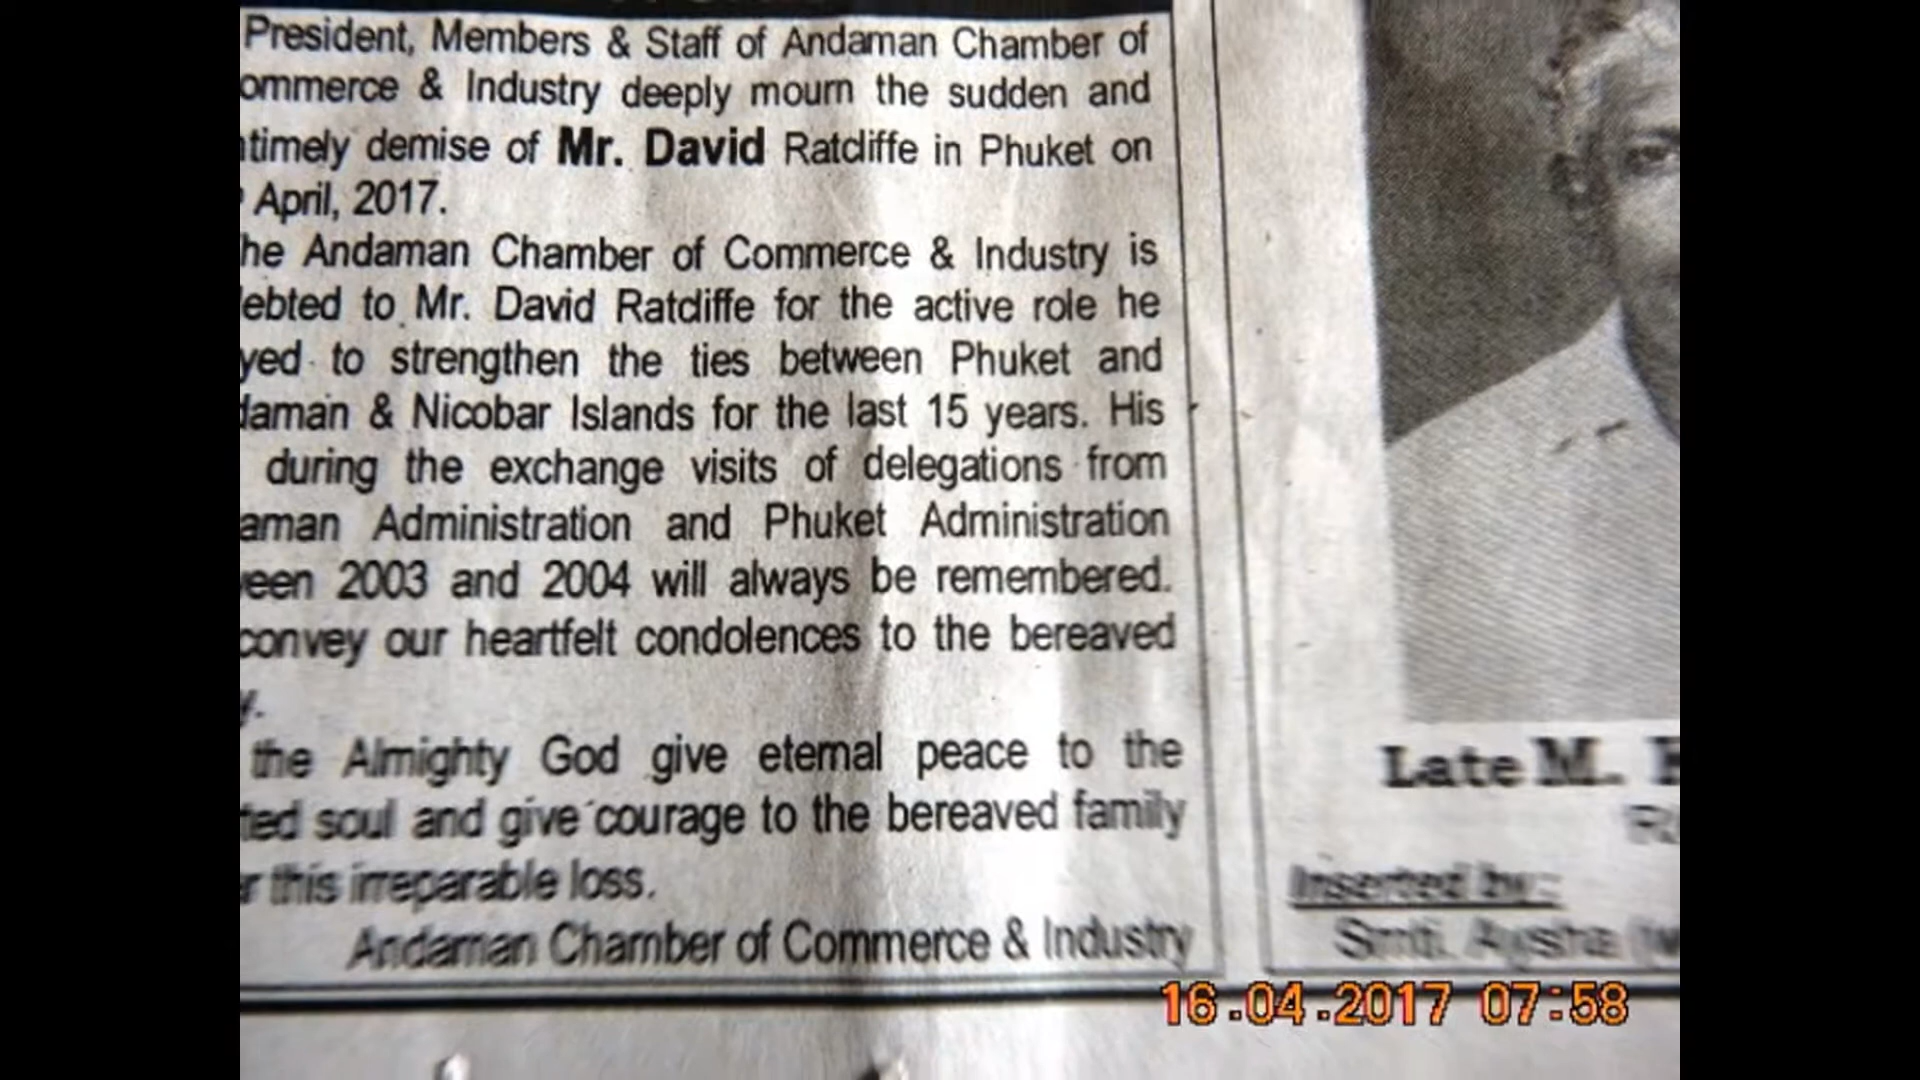 President, Members & Staff of Andaman Chamber of
ommerce & Industry deeply mourn the sudden and
timely demise of Mr. David Ratcliffe in Phuket on
April, 2017.
he Andaman Chamber of Commerce & Industry is
ebted to Mr. David Ratcliffe for the active role he
yed to strengthen the ties between Phuket and
daman & Nicobar Islands for the last 15 years. His
during the exchange visits of delegations from
aman Administration and Phuket Administration
een 2003 and 2004 will always be remembered.
convey our heartfelt condolences to the bereaved
y.
the Almighty God give eternal peace to the
ted soul and give courage to the bereaved family
r this irreparable loss.
Andaman Chamber of Commerce & Industry
Late M.
Inserted by:
Smti. Aysha
16.04.2017 07:58